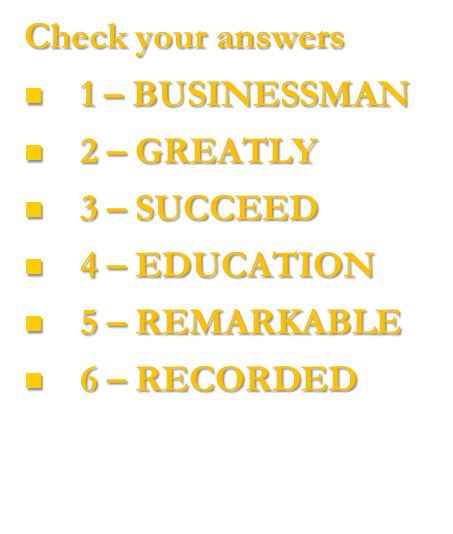 Check your answers
■ 1 – BUSINESSMAN
■ 2 – GREATLY
■ 3 – SUCCEED
■ 4 – EDUCATION
■ 5 – REMARKABLE
■ 6 – RECORDED